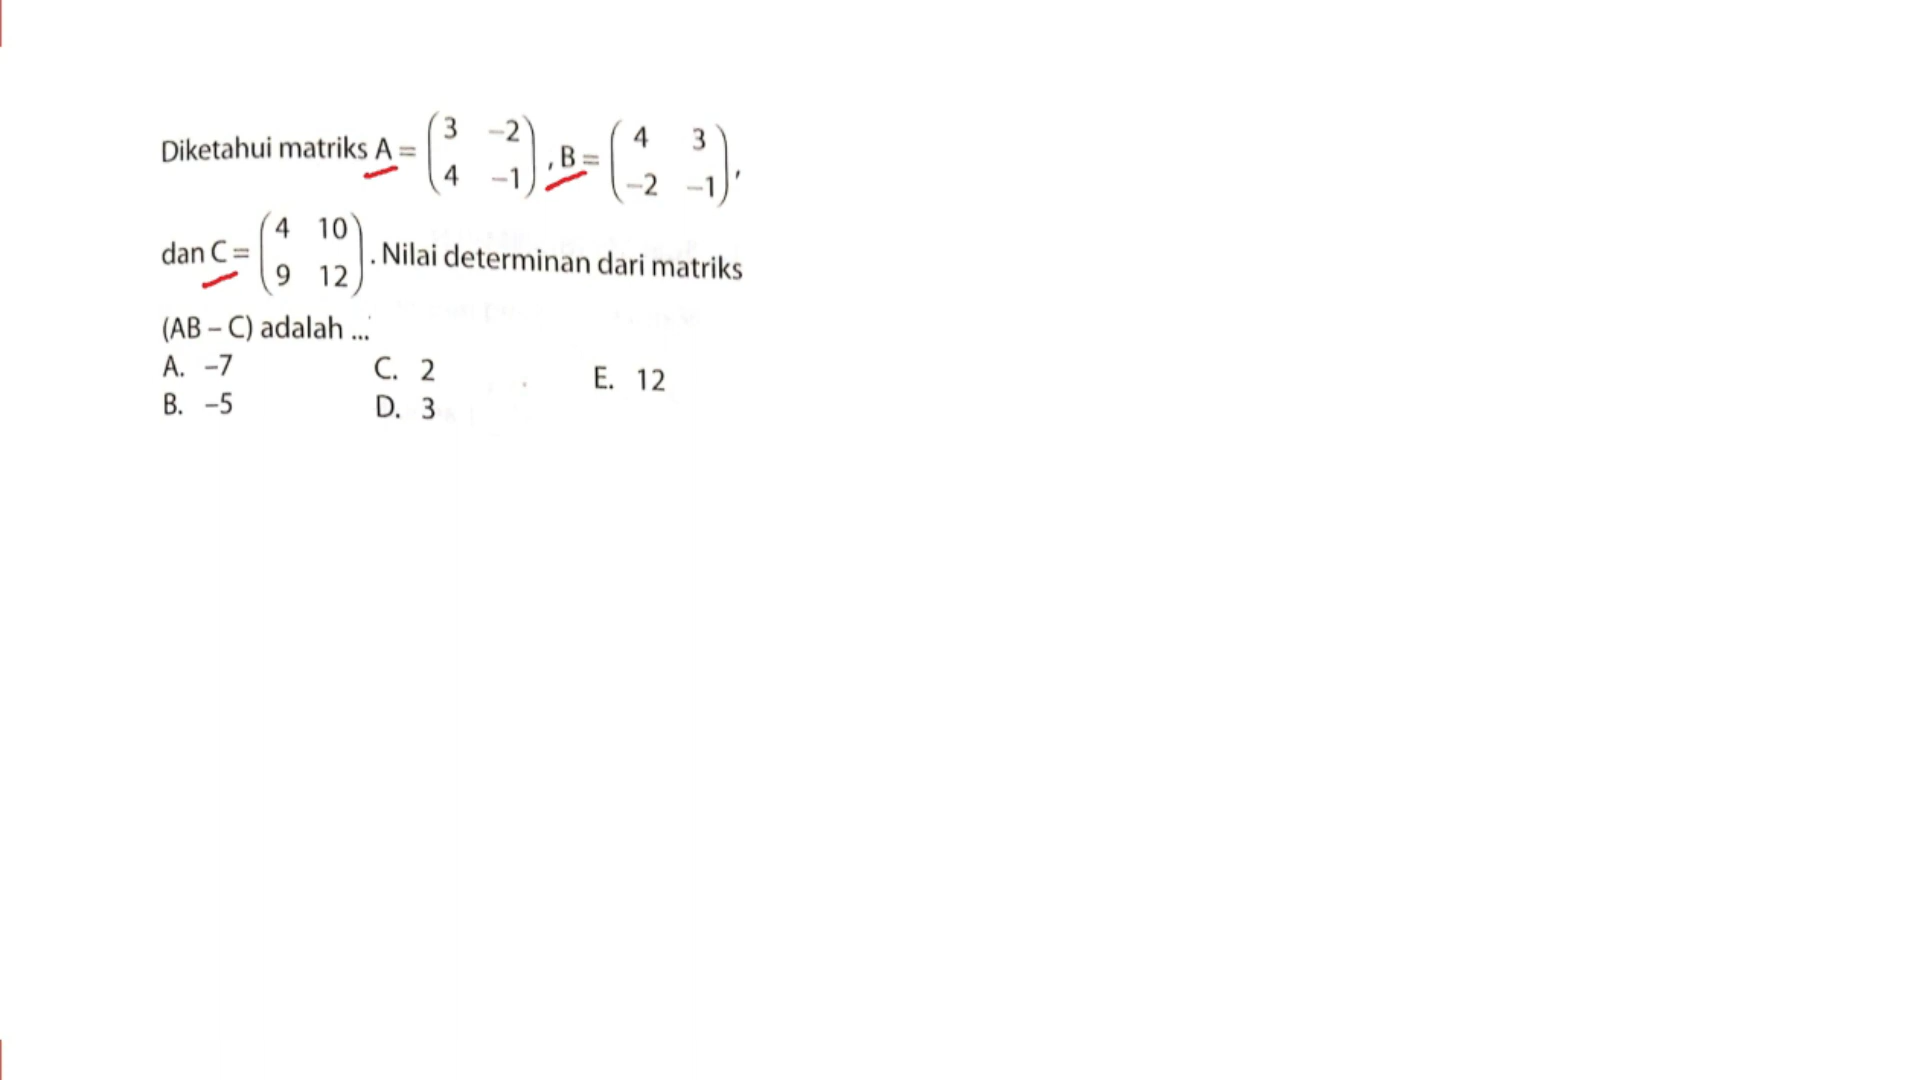 Diketahui matriks A = (3 −2 4 −1), B = (4 3 −2 −1),
dan C = (4 10 9 12). Nilai determinan dari matriks
(AB − C) adalah ...
A. −7 C. 2 E. 12
B. −5 D. 3